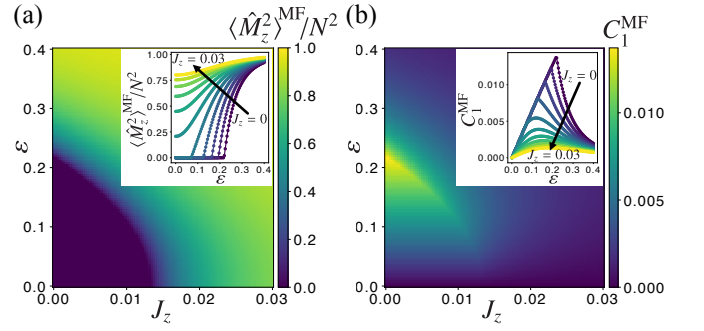 (a)
⟨M̂_z^2⟩^MF/N^2
(b)
C_1^MF
0.4
0.3
0.2
0.1
0.0
ε
0.00 0.01 0.02 0.03
J_z
1.0
0.8
0.6
0.4
0.2
0.0
⟨M̂_z^2⟩^MF/N^2
1.00
0.75
0.50
0.25
0.00
J_z = 0.03
J_z = 0
0.0 0.2 0.4
ε
0.4
0.3
0.2
0.1
0.0
ε
0.00 0.01 0.02 0.03
J_z
0.010
0.005
0.000
C_1^MF
0.010
0.005
0.000
J_z = 0
J_z = 0.03
0.0 0.1 0.2 0.3 0.4
ε